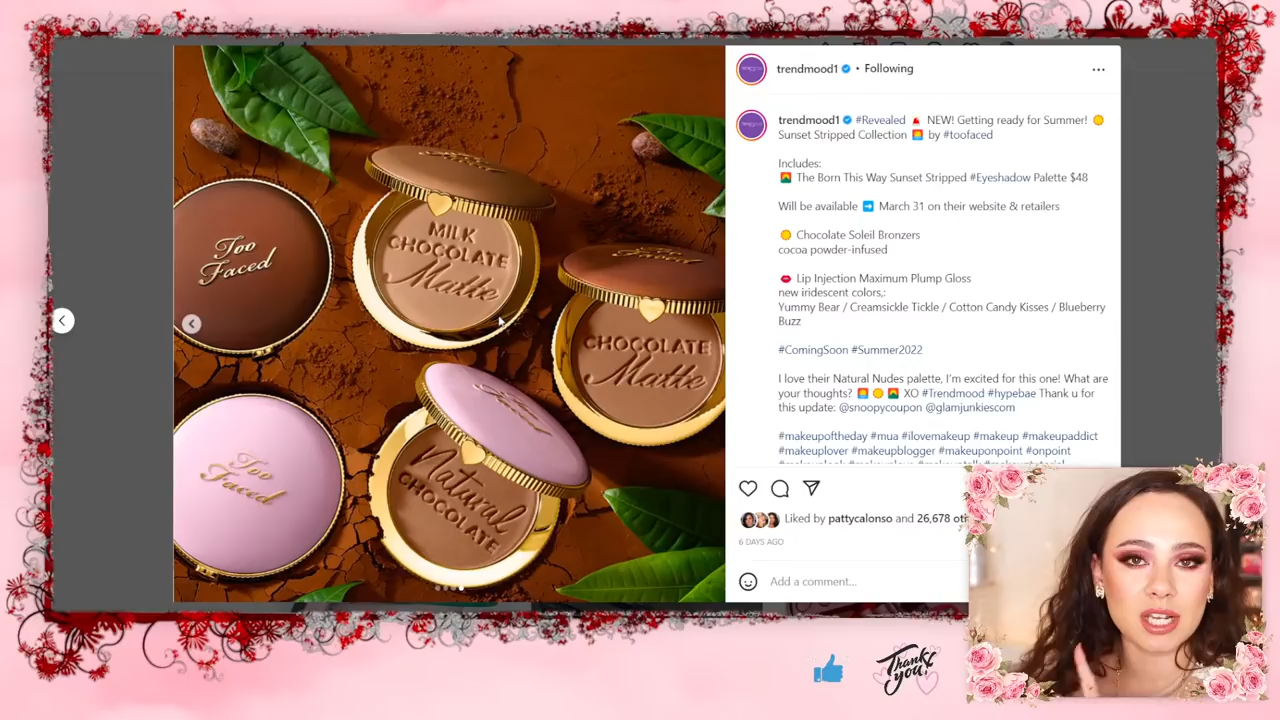 Too
Faced
MILK
CHOCOLATE
Matte
CHOCOLATE
Matte
Too
Faced
Natural
CHOCOLATE
trendmood1 • Following
trendmood1 #Revealed 🚨 NEW! Getting ready for Summer! 🌞
Sunset Stripped Collection 🌅 by #toofaced
Includes:
🌄 The Born This Way Sunset Stripped #Eyeshadow Palette $48
Will be available ➡️ March 31 on their website & retailers
🌞 Chocolate Soleil Bronzers
cocoa powder-infused
💋 Lip Injection Maximum Plump Gloss
new iridescent colors,:
Yummy Bear / Creamsickle Tickle / Cotton Candy Kisses / Blueberry
Buzz
#ComingSoon #Summer2022
I love their Natural Nudes palette, I'm excited for this one! What are
your thoughts? 🌅 🌞 🌄 XO #Trendmood #hypebae Thank u for
this update: @snoopycoupon @glamjunkiescom
#makeupoftheday #mua #ilovemakeup #makeup #makeupaddict
#makeuplover #makeupblogger #makeuponpoint #onpoint
Liked by pattycalonso and 26,678
6 DAYS AGO
Add a comment...
Thank
you!